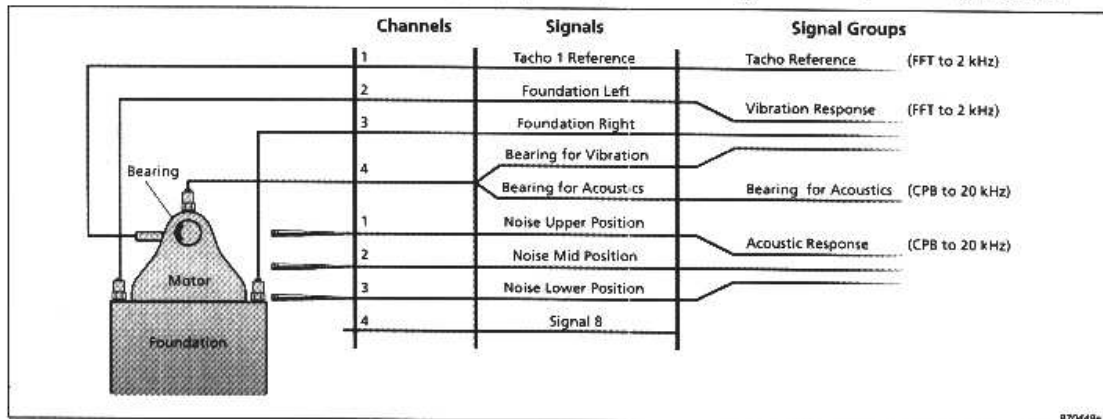 Channels Signals Signal Groups
1 Tacho 1 Reference Tacho Reference (FFT to 2 kHz)
2 Foundation Left
Vibration Response (FFT to 2 kHz)
3 Foundation Right
Bearing for Vibration
Bearing
4
Bearing for Acoustics Bearing for Acoustics (CPB to 20 kHz)
1 Noise Upper Position
Acoustic Response (CPB to 20 kHz)
2 Noise Mid Position
Motor
3 Noise Lower Position
4 Signal 8
Foundation